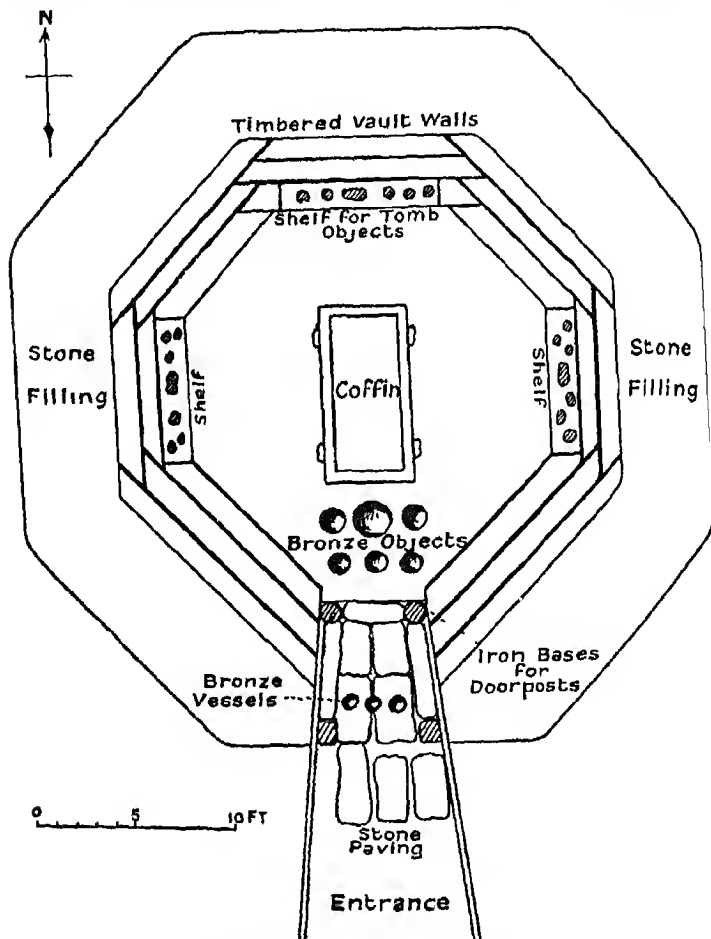 N
Timbered Vault Walls
Shelf for Tomb
Objects
Stone
Filling
Shelf
Coffin
Shelf
Stone
Filling
Bronze Objects
Bronze
Vessels
Iron Bases
for
Doorposts
0 5 10 FT
Stone
Paving
Entrance